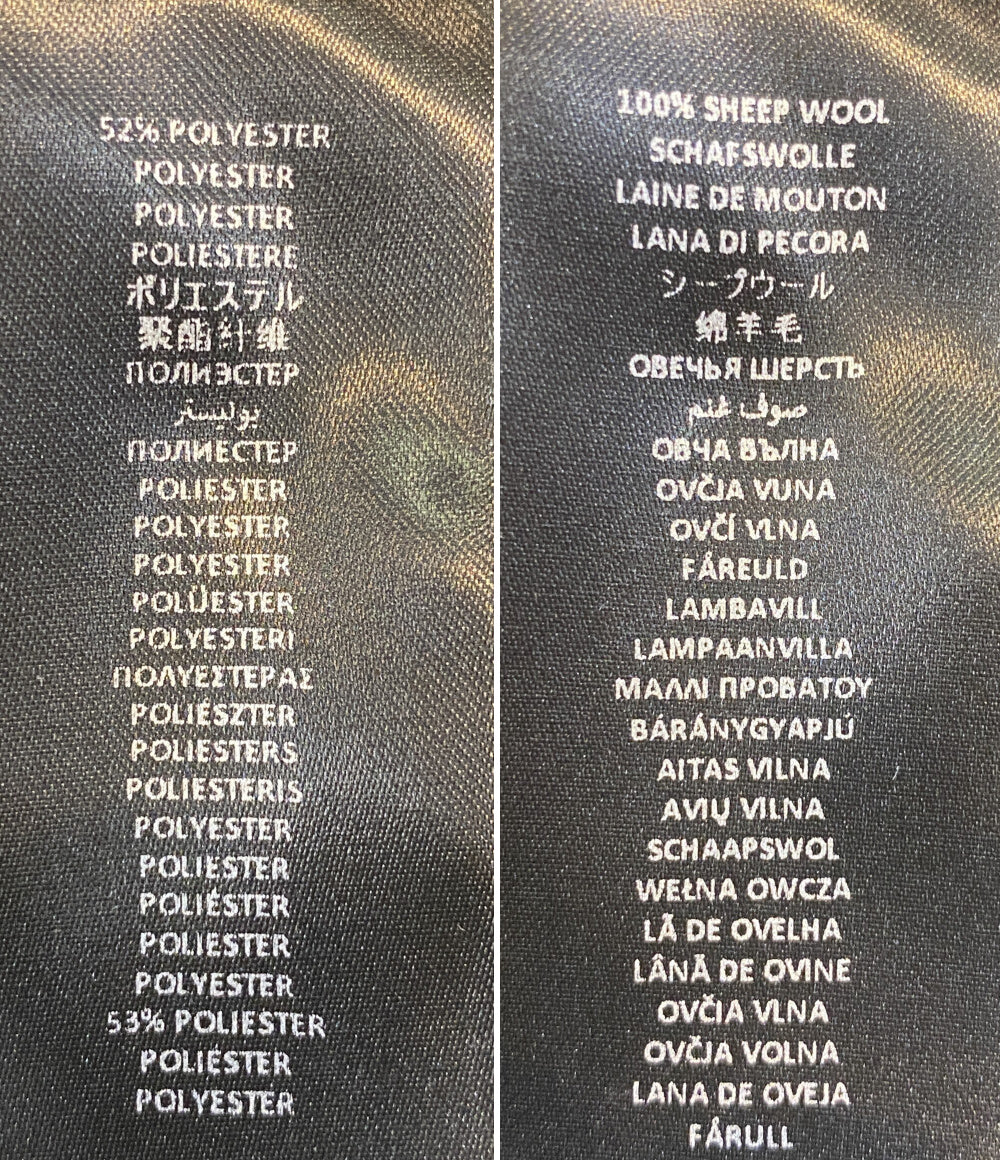 52% POLYESTER
POLYESTER
POLYESTER
POLIESTERE
ポリエステル
聚酯纤维
ПОЛИЭСТЕР
بوليستر
ПОЛИЕСТЕР
POLIESTER
POLYESTER
POLYESTER
POLÜESTER
POLYESTERI
ΠΟΛΥΕΣΤΕΡΑΣ
POLIÉSZTER
POLIESTERS
POLIESTERIS
POLYESTER
POLIESTER
POLIÉSTER
POLIESTER
POLYESTER
53% POLIESTER
POLIÉSTER
POLYESTER
100% SHEEP WOOL
SCHAFSWOLLE
LAINE DE MOUTON
LANA DI PECORA
シープウール
绵羊毛
ОВЕЧЬЯ ШЕРСТЬ
صوف غنم
ОВЧА ВЪЛНА
OVČJA VUNA
OVČÍ VLNA
FÅREULD
LAMBAVILL
LAMPAANVILLA
ΜΑΛΛΙ ΠΡΟΒΑΤΟΥ
BÁRÁNYGYAPJÚ
AITAS VILNA
AVIŲ VILNA
SCHAAPSWOL
WEŁNA OWCZA
LÃ DE OVELHA
LÂNĂ DE OVINE
OVČIA VLNA
OVČJA VOLNA
LANA DE OVEJA
FÅRULL